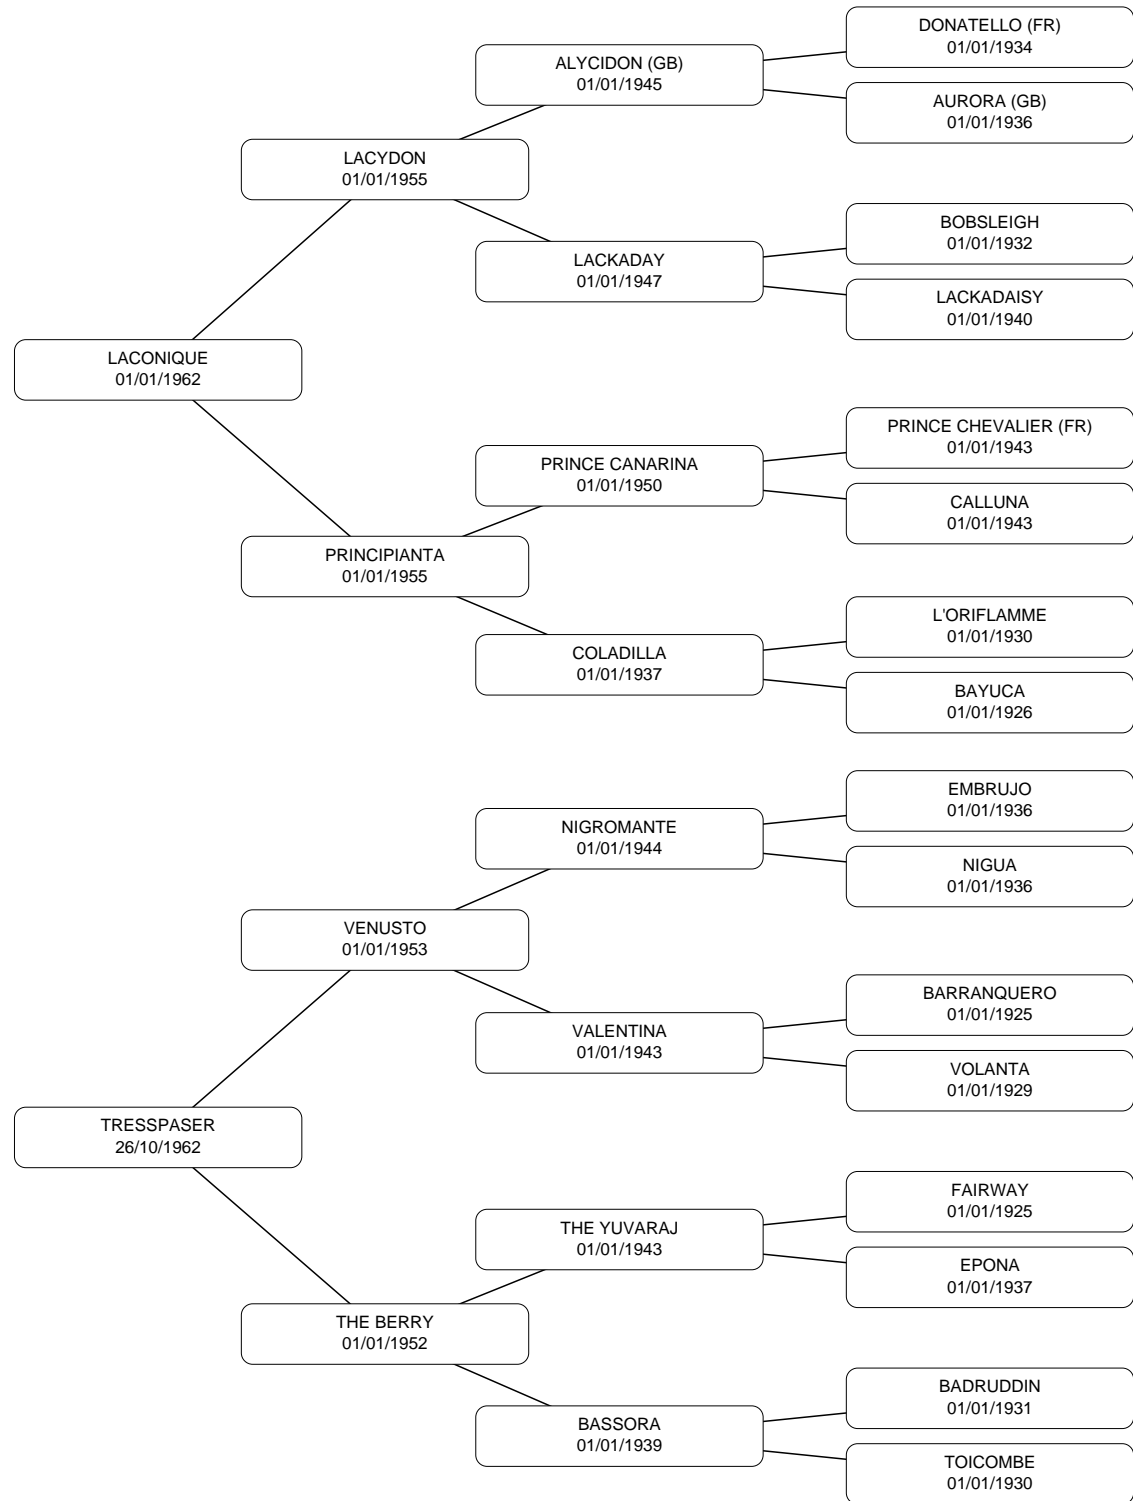 DONATELLO (FR)
01/01/1934
ALYCIDON (GB)
01/01/1945
AURORA (GB)
01/01/1936
LACYDON
01/01/1955
BOBSLEIGH
01/01/1932
LACKADAY
01/01/1947
LACKADAISY
01/01/1940
LACONIQUE
01/01/1962
PRINCE CHEVALIER (FR)
01/01/1943
PRINCE CANARINA
01/01/1950
CALLUNA
01/01/1943
PRINCIPIANTA
01/01/1955
L'ORIFLAMME
01/01/1930
COLADILLA
01/01/1937
BAYUCA
01/01/1926
EMBRUJO
01/01/1936
NIGROMANTE
01/01/1944
NIGUA
01/01/1936
VENUSTO
01/01/1953
BARRANQUERO
01/01/1925
VALENTINA
01/01/1943
VOLANTA
01/01/1929
TRESSPASER
26/10/1962
FAIRWAY
01/01/1925
THE YUVARAJ
01/01/1943
EPONA
01/01/1937
THE BERRY
01/01/1952
BADRUDDIN
01/01/1931
BASSORA
01/01/1939
TOICOMBE
01/01/1930